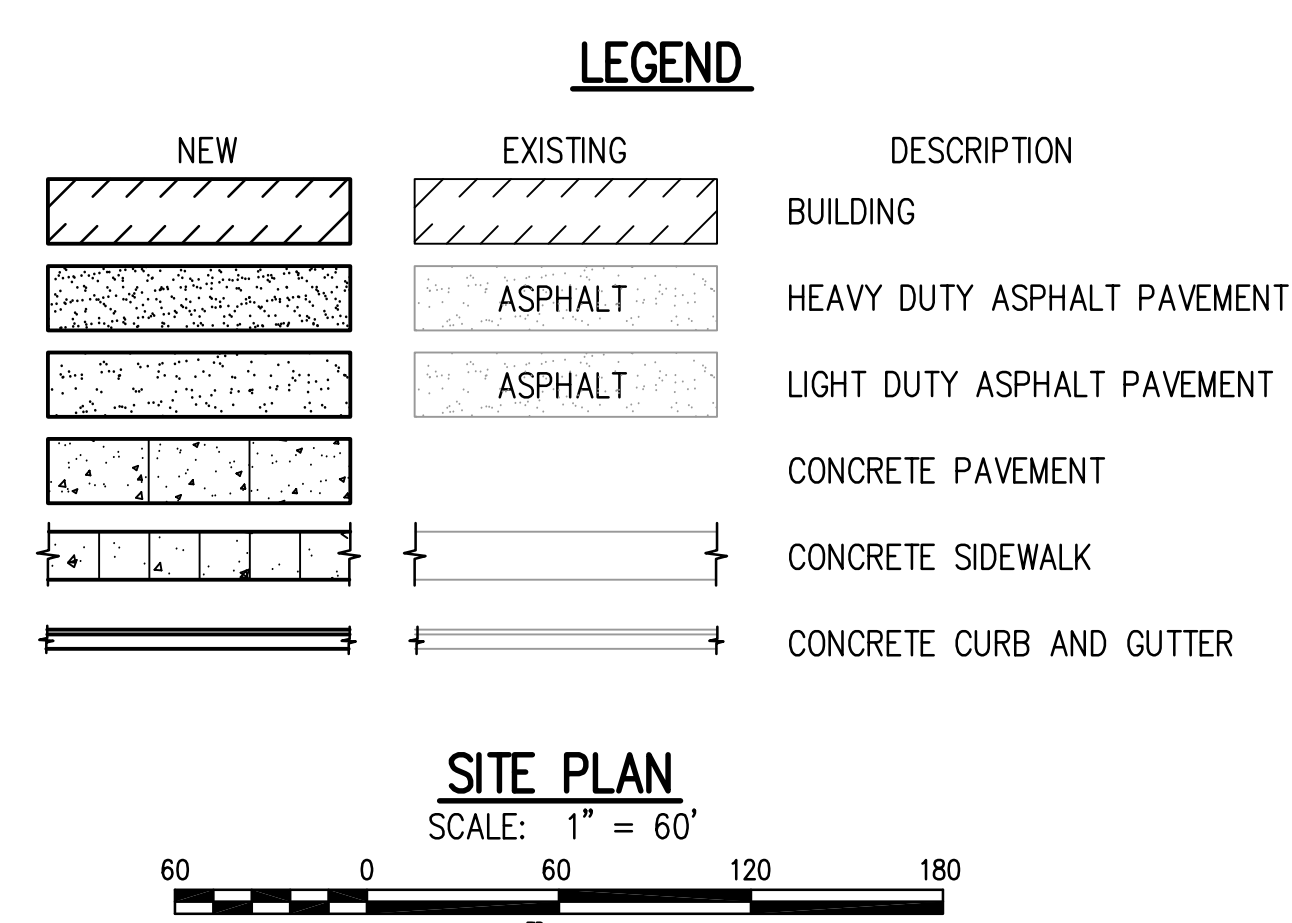 LEGEND
NEW EXISTING DESCRIPTION
BUILDING
ASPHALT HEAVY DUTY ASPHALT PAVEMENT
ASPHALT LIGHT DUTY ASPHALT PAVEMENT
CONCRETE PAVEMENT
CONCRETE SIDEWALK
CONCRETE CURB AND GUTTER
SITE PLAN
SCALE: 1" = 60'
60 0 60 120 180